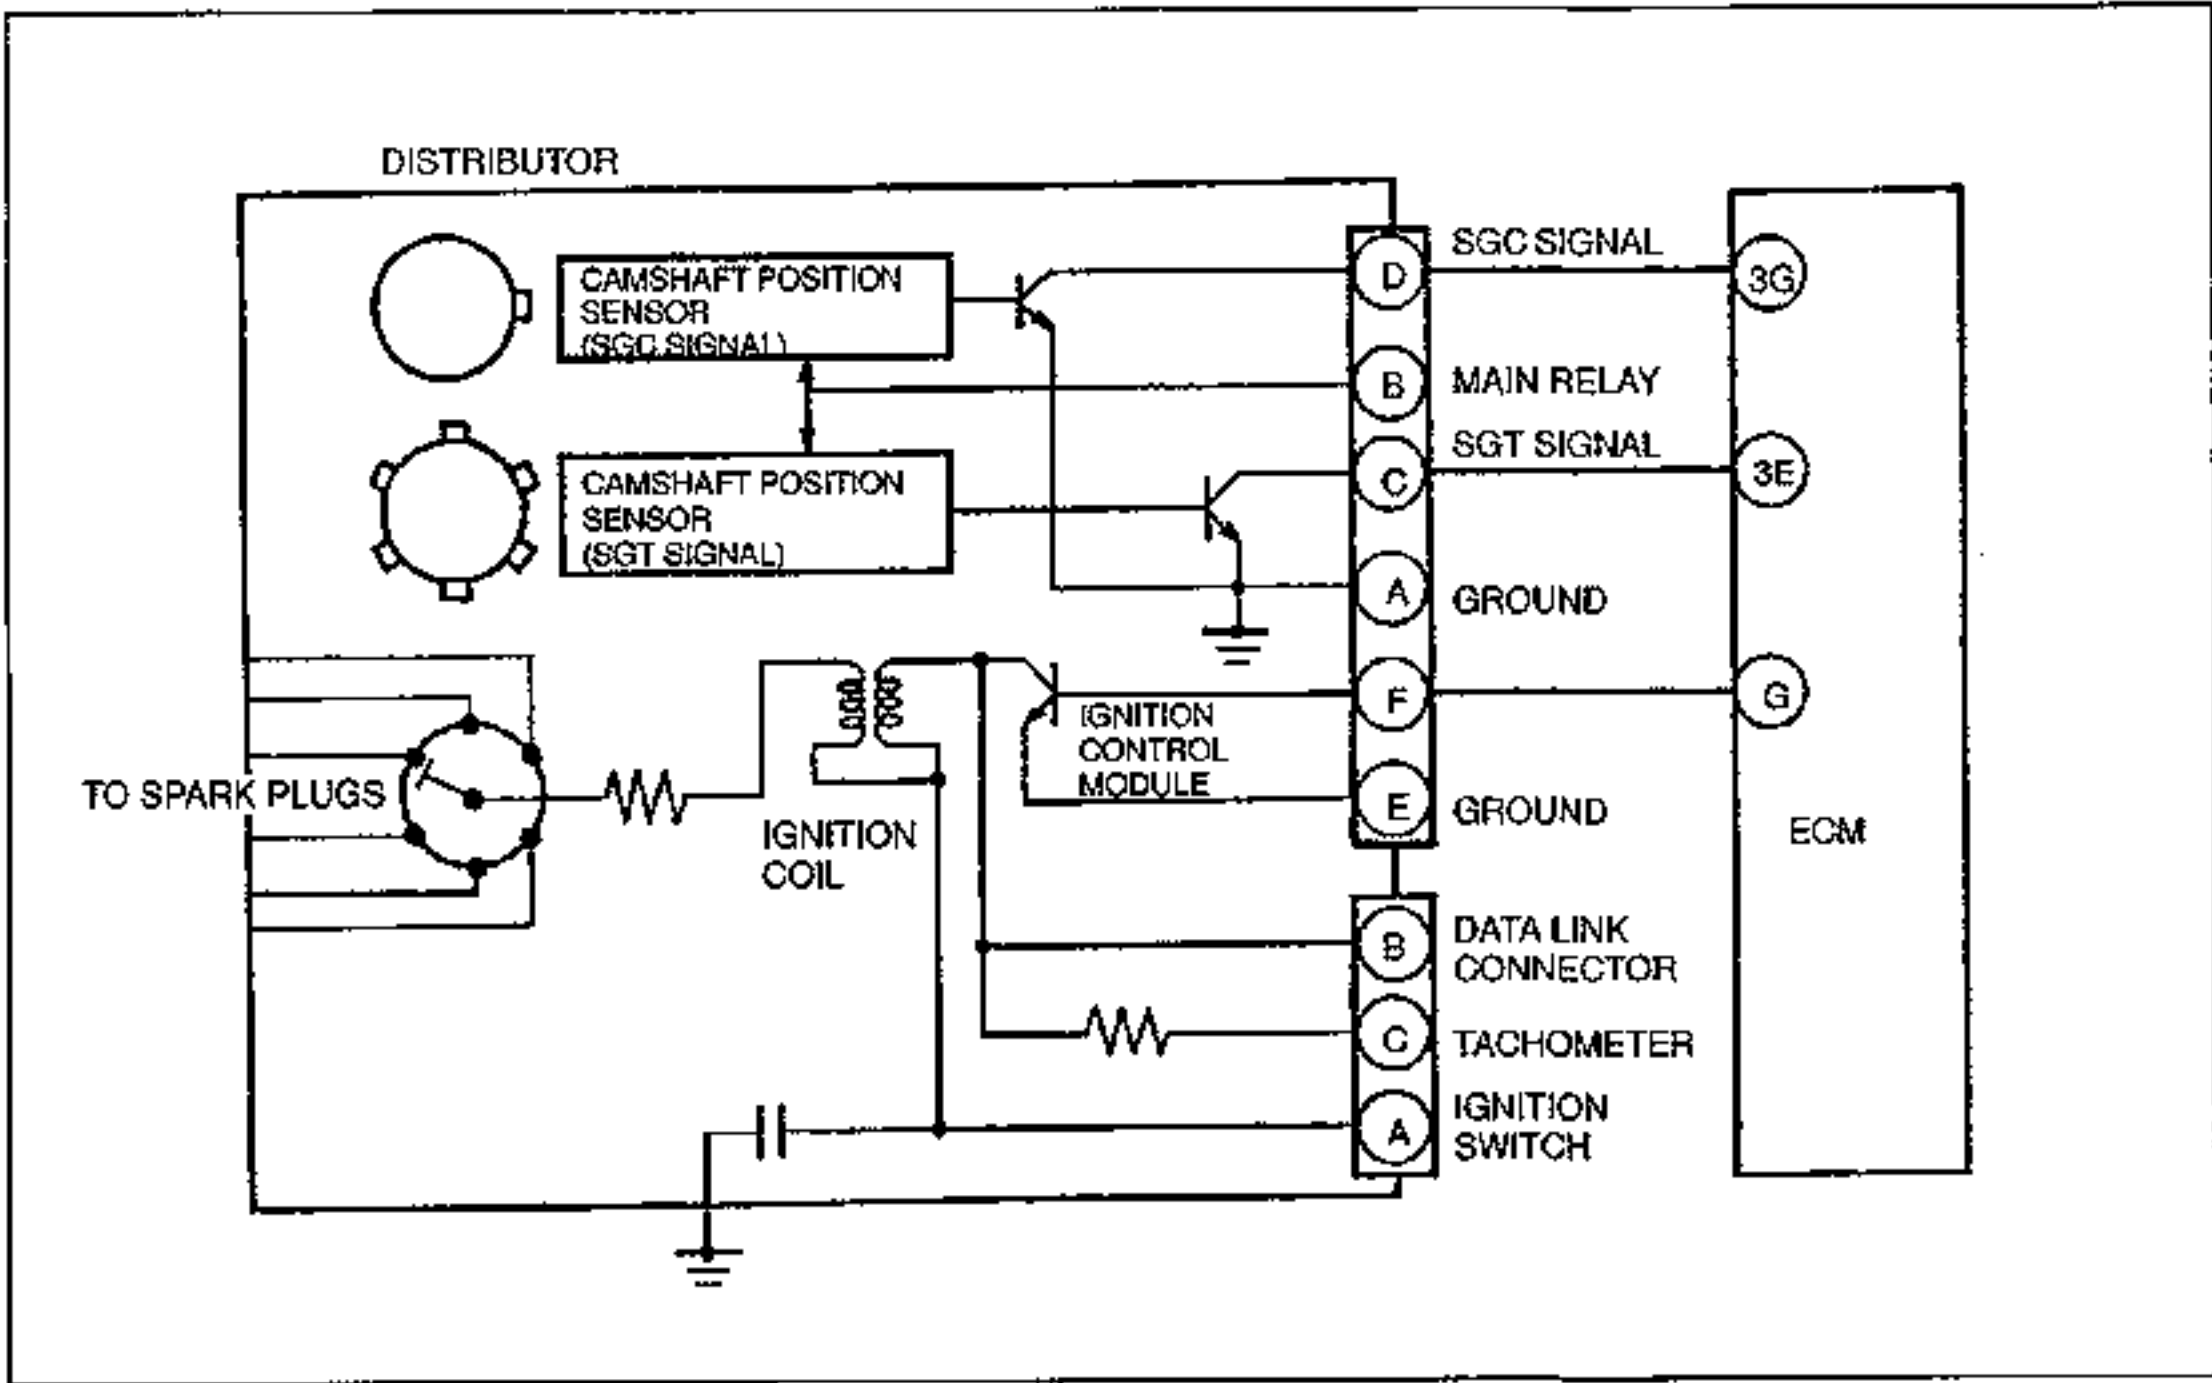 DISTRIBUTOR
CAMSHAFT POSITION
SENSOR
(SGC SIGNAL)
D
SGC SIGNAL
3G
B
MAIN RELAY
CAMSHAFT POSITION
SENSOR
(SGT SIGNAL)
C
SGT SIGNAL
3E
A
GROUND
F
G
IGNITION
CONTROL
MODULE
E
GROUND
TO SPARK PLUGS
IGNITION
COIL
ECM
B
DATA LINK
CONNECTOR
C
TACHOMETER
A
IGNITION
SWITCH